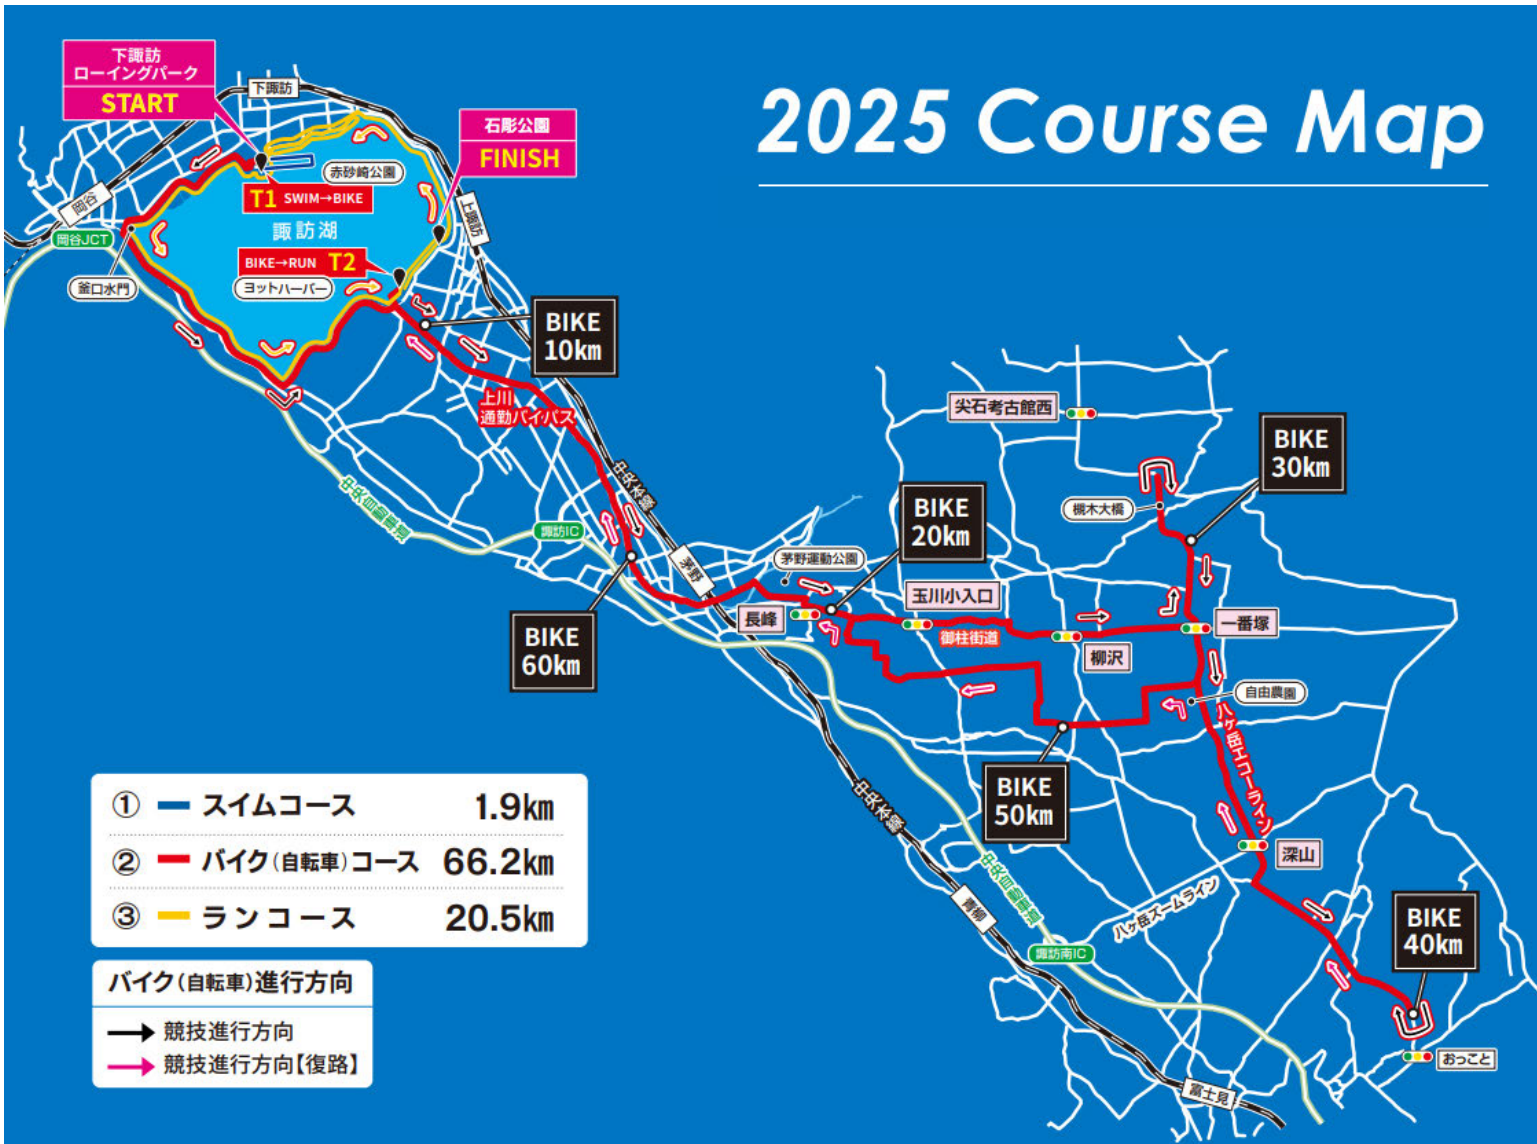 2025 Course Map
下諏訪
ローイングパーク
START
下諏訪
石彫公園
FINISH
赤砂崎公園
T1 SWIM→BIKE
岡谷
上諏訪
諏訪湖
岡谷JCT
BIKE→RUN T2
釜口水門
ヨットハーバー
BIKE
10km
上川
通勤バイパス
尖石考古館西
BIKE
30km
中央本線
中央自動車道
BIKE
20km
槻木大橋
諏訪IC
茅野
茅野運動公園
玉川小入口
長峰
御柱街道
一番塚
BIKE
60km
柳沢
自由農園
八ヶ岳エコーライン
BIKE
50km
中央本線
① スイムコース 1.9km
② バイク(自転車)コース 66.2km
③ ランコース 20.5km
深山
中央自動車道
八ヶ岳ズームライン
青柳
BIKE
40km
諏訪南IC
バイク(自転車)進行方向
競技進行方向
競技進行方向【復路】
おっこと
富士見